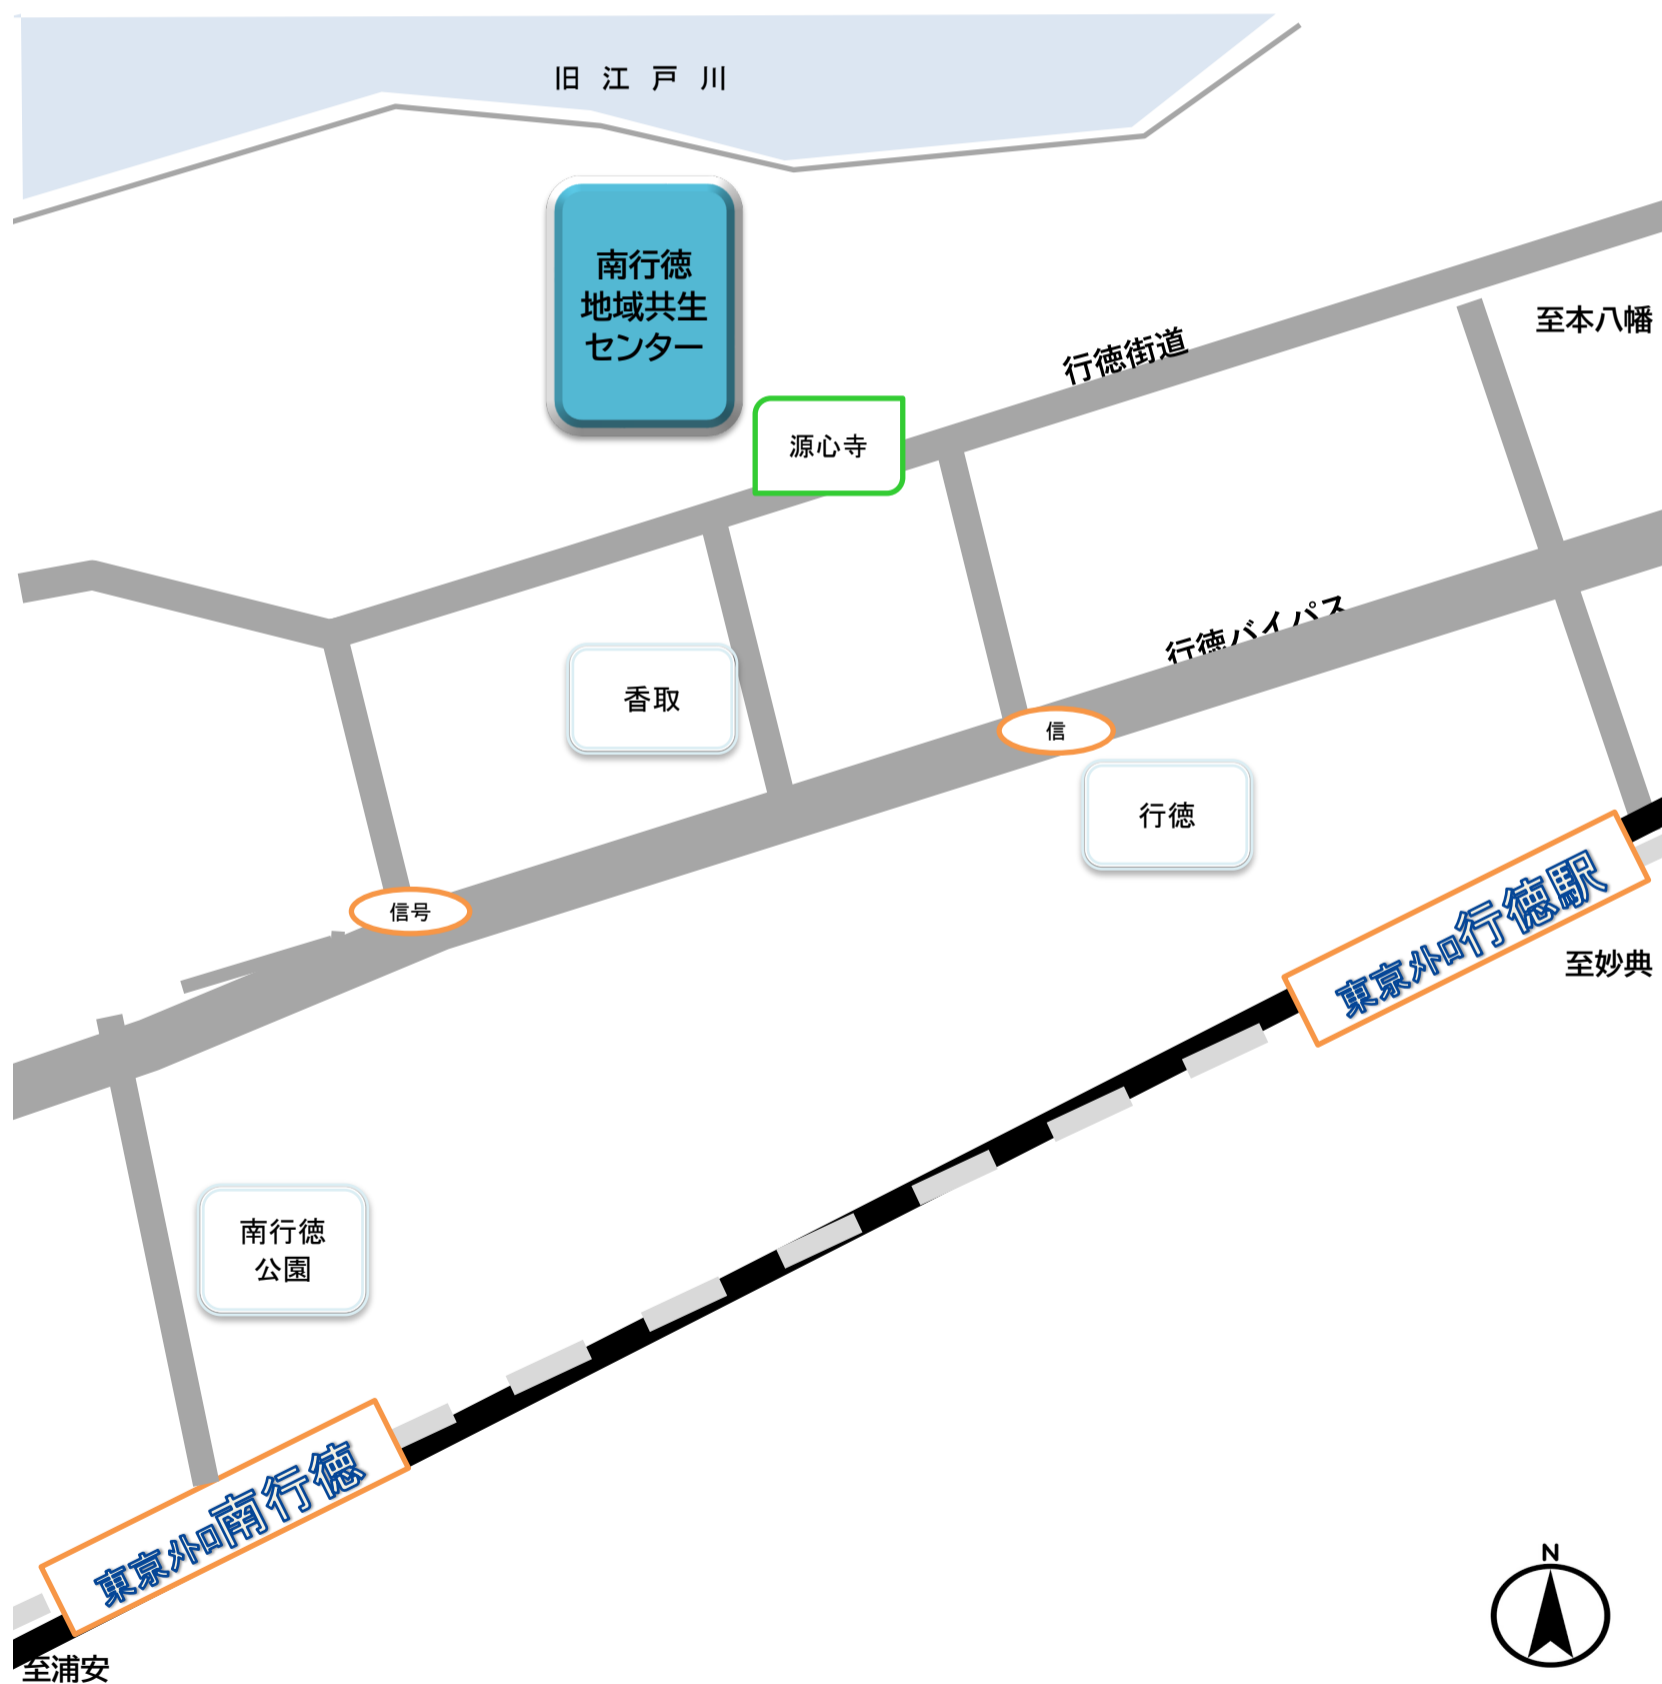 旧江戸川
南行徳
地域共生
センター
至本八幡
行徳街道
源心寺
行徳バイパス
香取
信
行徳
信号
東京ﾒﾄﾛ行徳駅
至妙典
南行徳
公園
東京ﾒﾄﾛ南行徳
至浦安
N